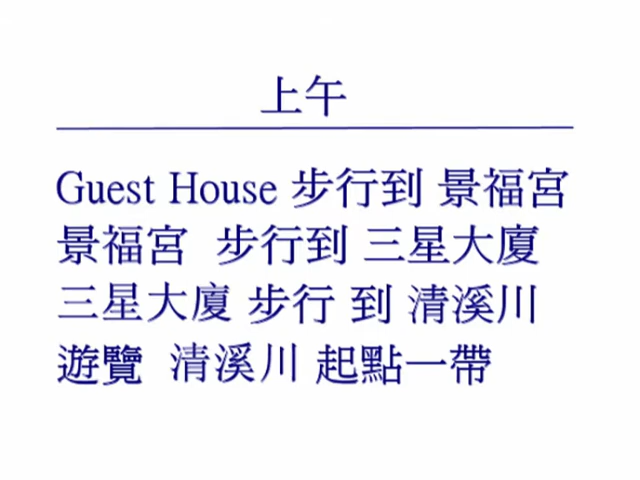 上午
Guest House 步行到 景福宮
景福宮 步行到 三星大廈
三星大廈 步行 到 清溪川
遊覽 清溪川 起點一帶